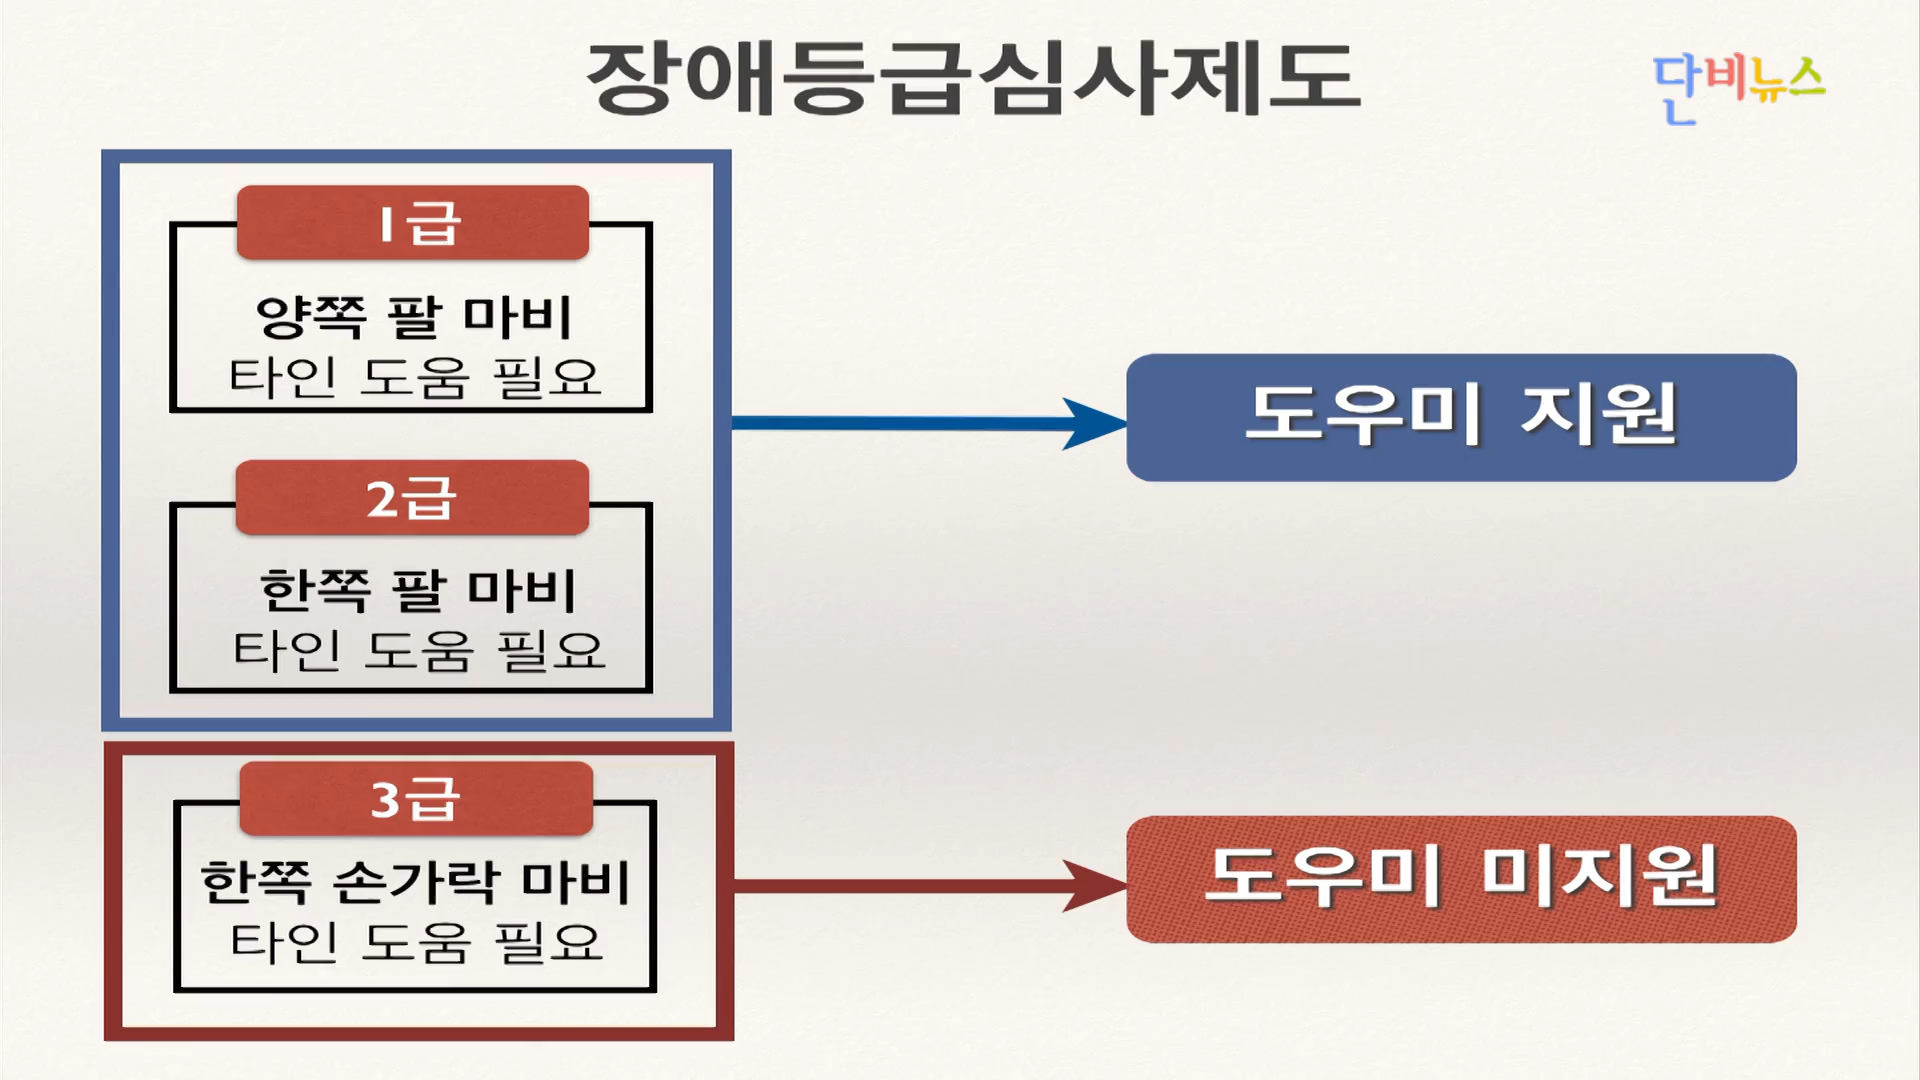 장애등급심사제도
단비뉴스
1급
양쪽 팔 마비
타인 도움 필요
2급
한쪽 팔 마비
타인 도움 필요
도우미 지원
3급
한쪽 손가락 마비
타인 도움 필요
도우미 미지원